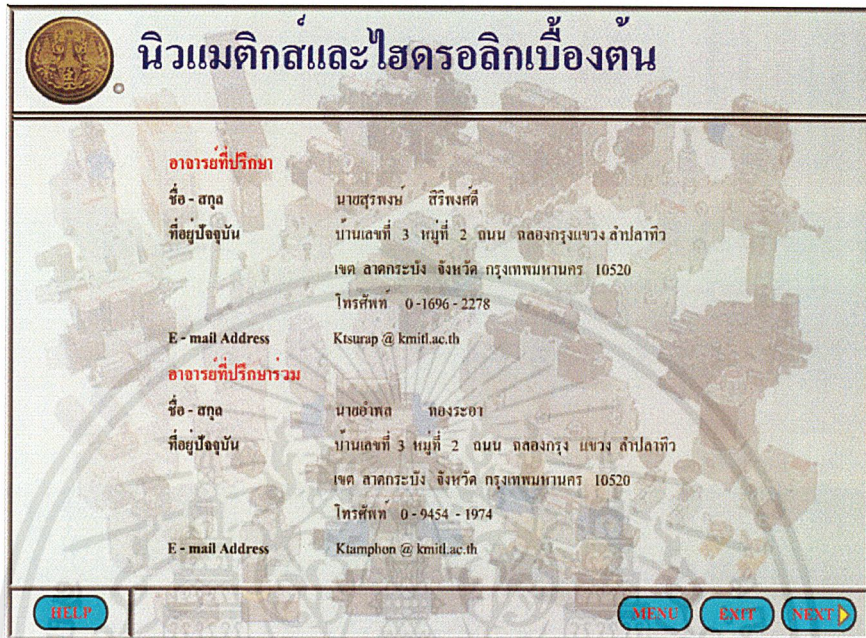 นิวแมติกส์และไฮดรอลิกเบื้องต้น
อาจารย์ที่ปรึกษา
ชื่อ - สกุล นายสุรพงษ์ สิริพงศ์ดี
ที่อยู่ปัจจุบัน บ้านเลขที่ 3 หมู่ที่ 2 ถนน ฉลองกรุงแขวง ลำปลาทิว
เขต ลาดกระบัง จังหวัด กรุงเทพมหานคร 10520
โทรศัพท์ 0 -1696 - 2278
E - mail Address Ktsurap @ kmitl.ac.th
อาจารย์ที่ปรึกษาร่วม
ชื่อ - สกุล นายอำพล ทองระอา
ที่อยู่ปัจจุบัน บ้านเลขที่ 3 หมู่ที่ 2 ถนน ฉลองกรุง แขวง ลำปลาทิว
เขต ลาดกระบัง จังหวัด กรุงเทพมหานคร 10520
โทรศัพท์ 0 - 9454 - 1974
E - mail Address Ktamphon @ kmitl.ac.th
HELP MENU EXIT NEXT